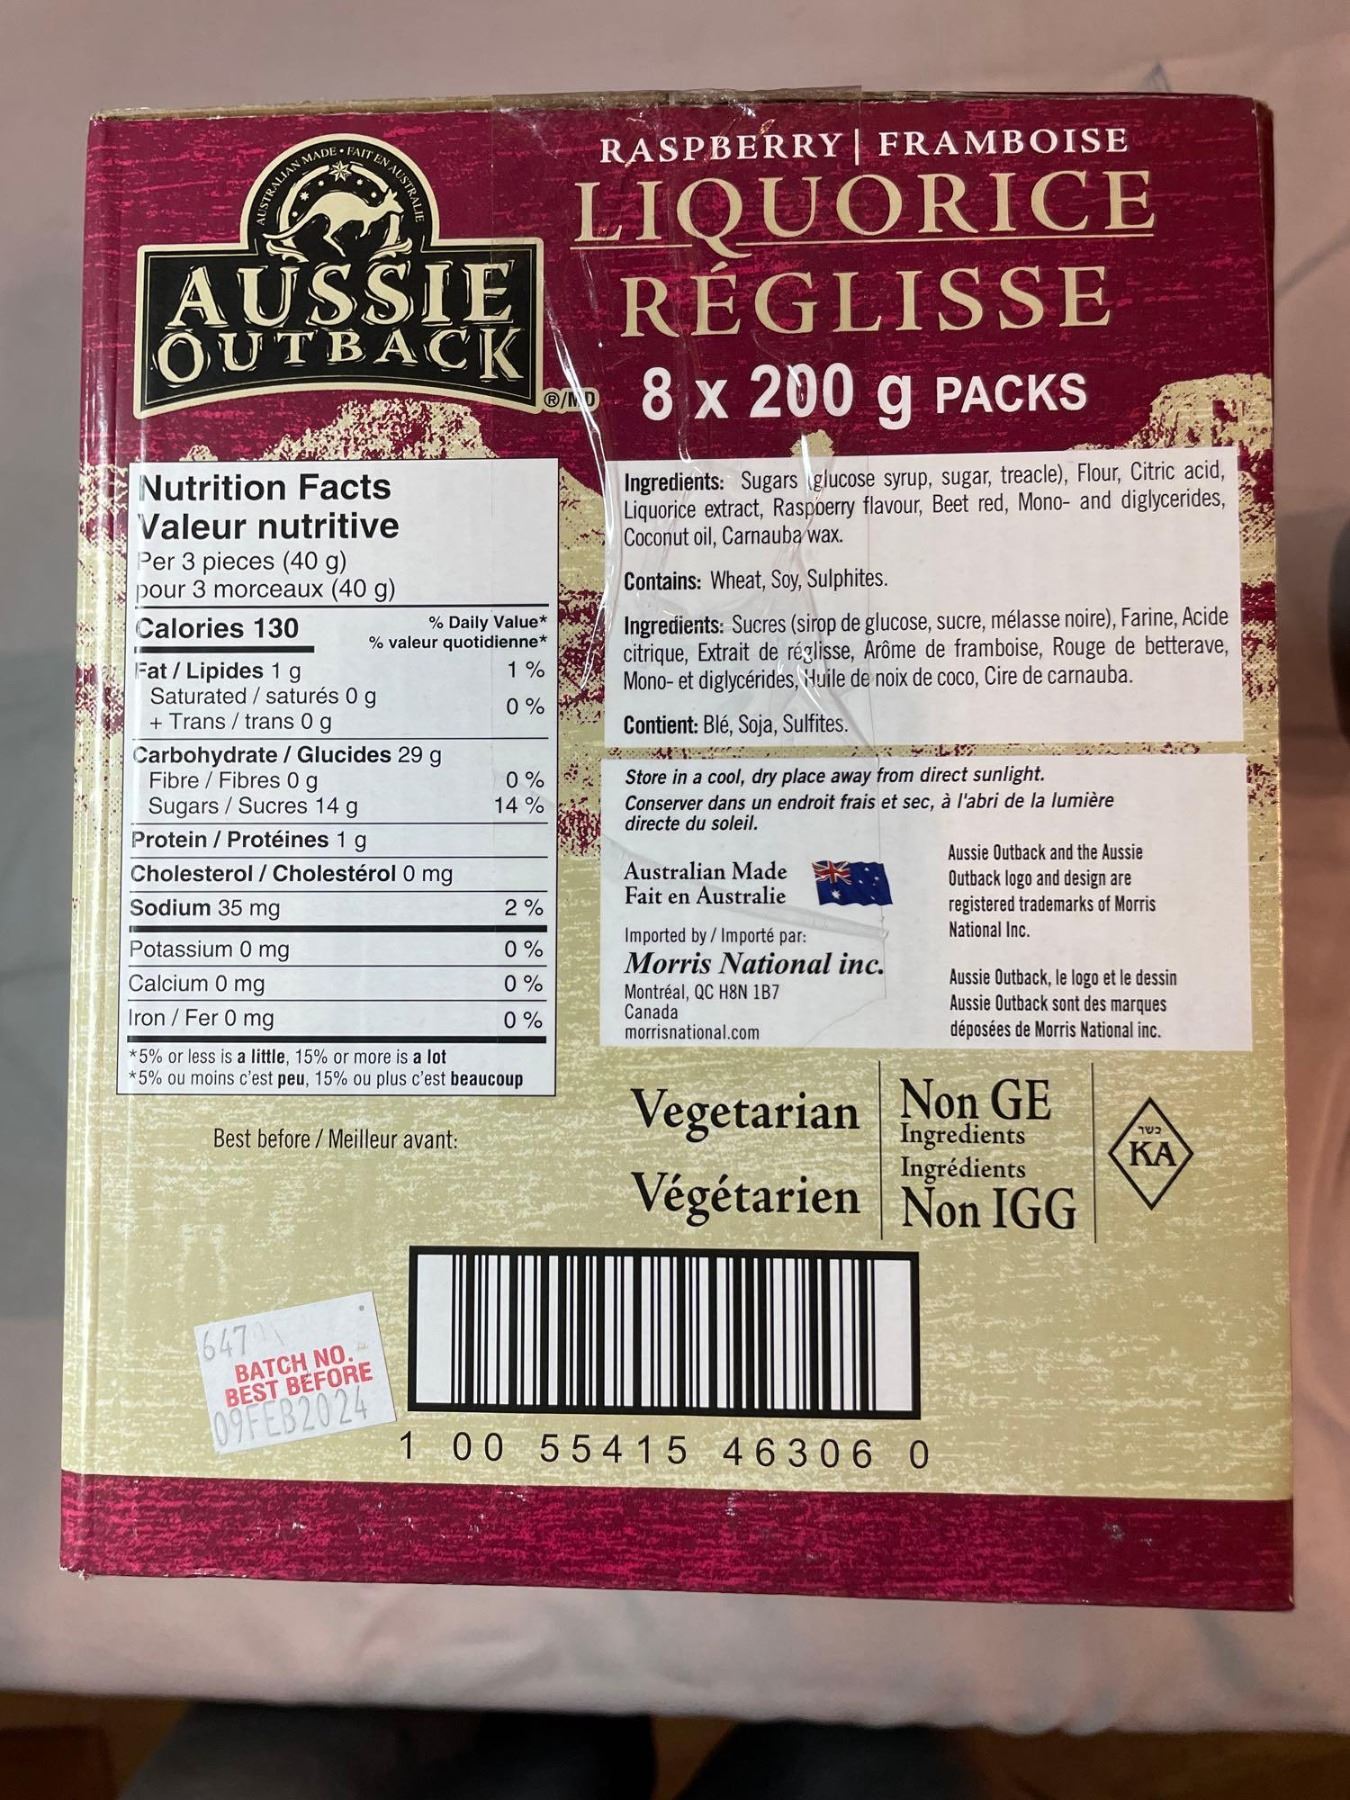 AUSTRALIAN MADE • FAIT EN AUSTRALIE
AUSSIE
OUTBACK
®/MD
RASPBERRY | FRAMBOISE
LIQUORICE
RÉGLISSE
8 x 200 g PACKS
Nutrition Facts
Valeur nutritive
Per 3 pieces (40 g)
pour 3 morceaux (40 g)
Calories 130
% Daily Value*
% valeur quotidienne*
Fat / Lipides 1 g 1 %
Saturated / saturés 0 g
+ Trans / trans 0 g 0 %
Carbohydrate / Glucides 29 g
Fibre / Fibres 0 g 0 %
Sugars / Sucres 14 g 14 %
Protein / Protéines 1 g
Cholesterol / Cholestérol 0 mg
Sodium 35 mg 2 %
Potassium 0 mg 0 %
Calcium 0 mg 0 %
Iron / Fer 0 mg 0 %
*5% or less is a little, 15% or more is a lot
*5% ou moins c'est peu, 15% ou plus c'est beaucoup
Best before / Meilleur avant:
Ingredients: Sugars (glucose syrup, sugar, treacle), Flour, Citric acid,
Liquorice extract, Raspberry flavour, Beet red, Mono- and diglycerides,
Coconut oil, Carnauba wax.
Contains: Wheat, Soy, Sulphites.
Ingredients: Sucres (sirop de glucose, sucre, mélasse noire), Farine, Acide
citrique, Extrait de réglisse, Arôme de framboise, Rouge de betterave,
Mono- et diglycérides, Huile de noix de coco, Cire de carnauba.
Contient: Blé, Soja, Sulfites.
Store in a cool, dry place away from direct sunlight.
Conserver dans un endroit frais et sec, à l'abri de la lumière
directe du soleil.
Australian Made
Fait en Australie
Imported by / Importé par:
Morris National inc.
Montréal, QC H8N 1B7
Canada
morrisnational.com
Aussie Outback and the Aussie
Outback logo and design are
registered trademarks of Morris
National Inc.
Aussie Outback, le logo et le dessin
Aussie Outback sont des marques
déposées de Morris National inc.
Vegetarian
Végétarien
Non GE
Ingredients
Ingrédients
Non IGG
כשר
KA
BATCH NO.
BEST BEFORE
09FEB2024
1 00 55415 46306 0